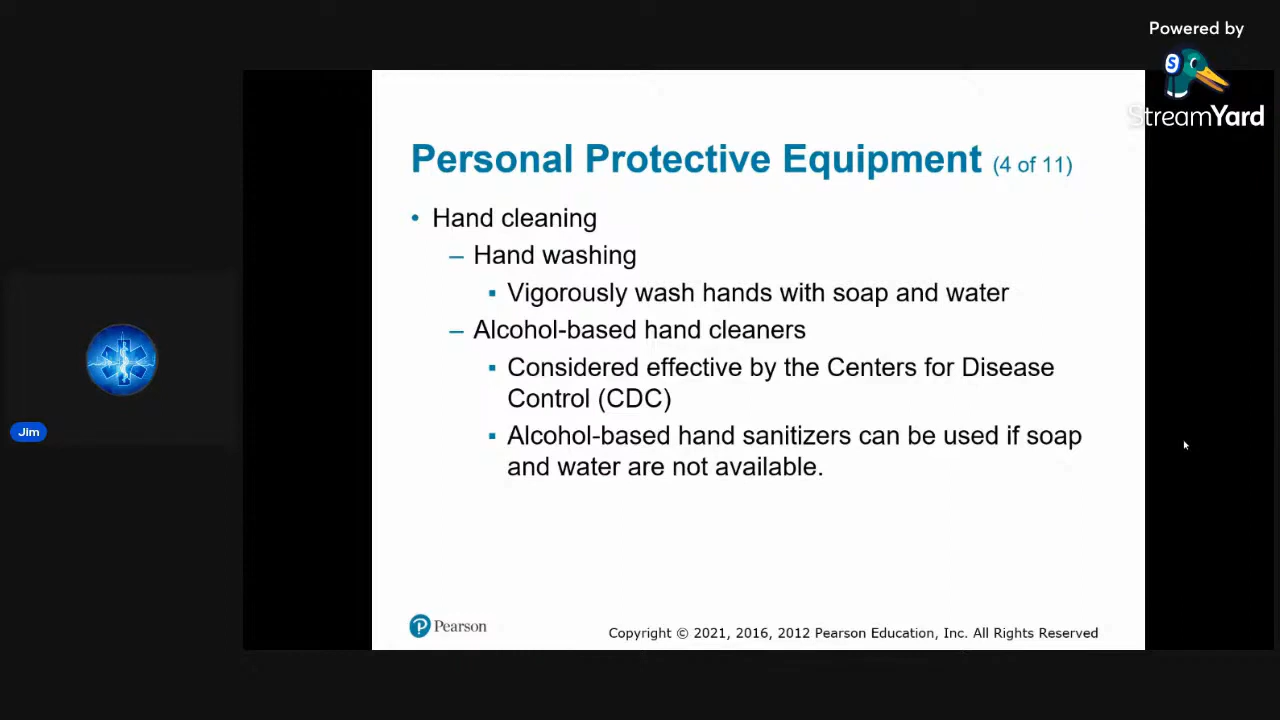 Powered by
S
StreamYard
Personal Protective Equipment (4 of 11)
• Hand cleaning
– Hand washing
▪ Vigorously wash hands with soap and water
– Alcohol-based hand cleaners
▪ Considered effective by the Centers for Disease
Control (CDC)
▪ Alcohol-based hand sanitizers can be used if soap
and water are not available.
Jim
P Pearson
Copyright © 2021, 2016, 2012 Pearson Education, Inc. All Rights Reserved